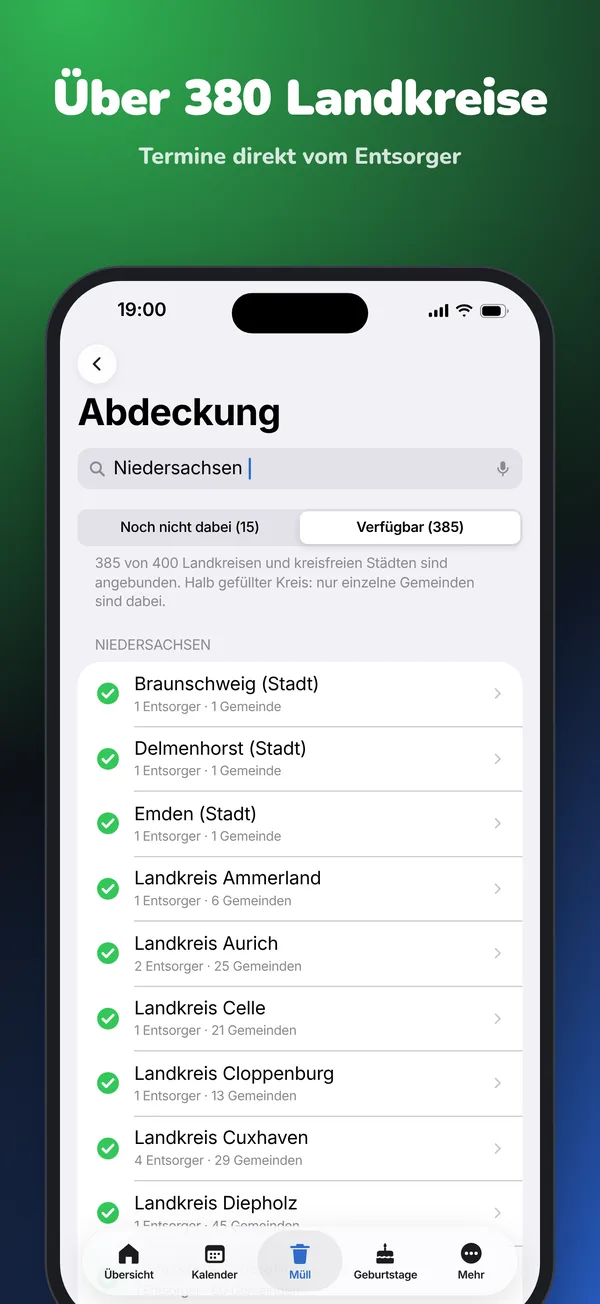 Über 380 Landkreise
Termine direkt vom Entsorger
19:00
Abdeckung
Niedersachsen
Noch nicht dabei (15)
Verfügbar (385)
385 von 400 Landkreisen und kreisfreien Städten sind
angebunden. Halb gefüllter Kreis: nur einzelne Gemeinden
sind dabei.
NIEDERSACHSEN
Braunschweig (Stadt)
1 Entsorger · 1 Gemeinde
Delmenhorst (Stadt)
1 Entsorger · 1 Gemeinde
Emden (Stadt)
1 Entsorger · 1 Gemeinde
Landkreis Ammerland
1 Entsorger · 6 Gemeinden
Landkreis Aurich
2 Entsorger · 25 Gemeinden
Landkreis Celle
1 Entsorger · 21 Gemeinden
Landkreis Cloppenburg
1 Entsorger · 13 Gemeinden
Landkreis Cuxhaven
4 Entsorger · 29 Gemeinden
Landkreis Diepholz
1 Entsorger · 45 Gemeinden
Übersicht
Kalender
Müll
Geburtstage
Mehr